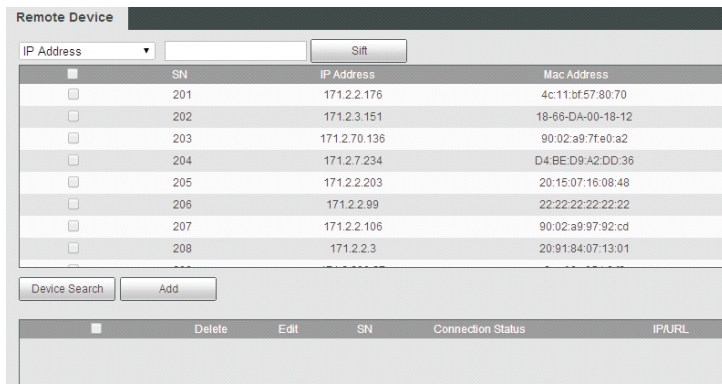 Remote Device
IP Address Sift
SN IP Address Mac Address
201 171.2.2.176 4c:11:bf:57:80:70
202 171.2.3.151 18-66-DA-00-18-12
203 171.2.70.136 90:02:a9:7f:e0:a2
204 171.2.7.234 D4:BE:D9:A2:DD:36
205 171.2.2.203 20:15:07:16:08:48
206 171.2.2.99 22:22:22:22:22:22
207 171.2.2.106 90:02:a9:97:92:cd
208 171.2.2.3 20:91:84:07:13:01
Device Search Add
Delete Edit SN Connection Status IP/URL